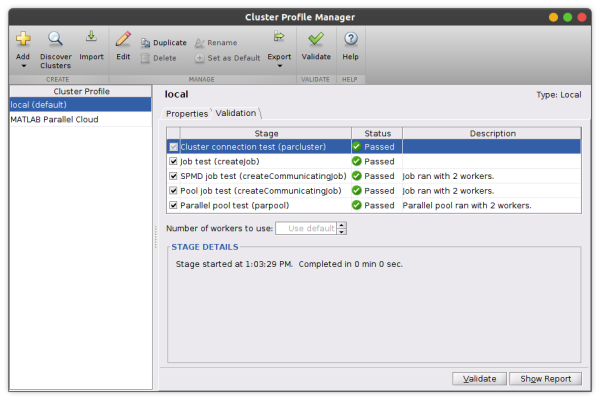 Cluster Profile Manager
Add
Discover
Clusters
Import
Edit
Duplicate
Delete
Rename
Set as Default
Export
Validate
Help
CREATE
MANAGE
VALIDATE
HELP
Cluster Profile
local (default)
MATLAB Parallel Cloud
local
Type: Local
Properties
Validation
Stage Status Description
Cluster connection test (parcluster) Passed
Job test (createJob) Passed
SPMD job test (createCommunicatingJob) Passed Job ran with 2 workers.
Pool job test (createCommunicatingJob) Passed Job ran with 2 workers.
Parallel pool test (parpool) Passed Parallel pool ran with 2 workers.
Number of workers to use: Use default
STAGE DETAILS
Stage started at 1:03:29 PM. Completed in 0 min 0 sec.
Validate
Show Report